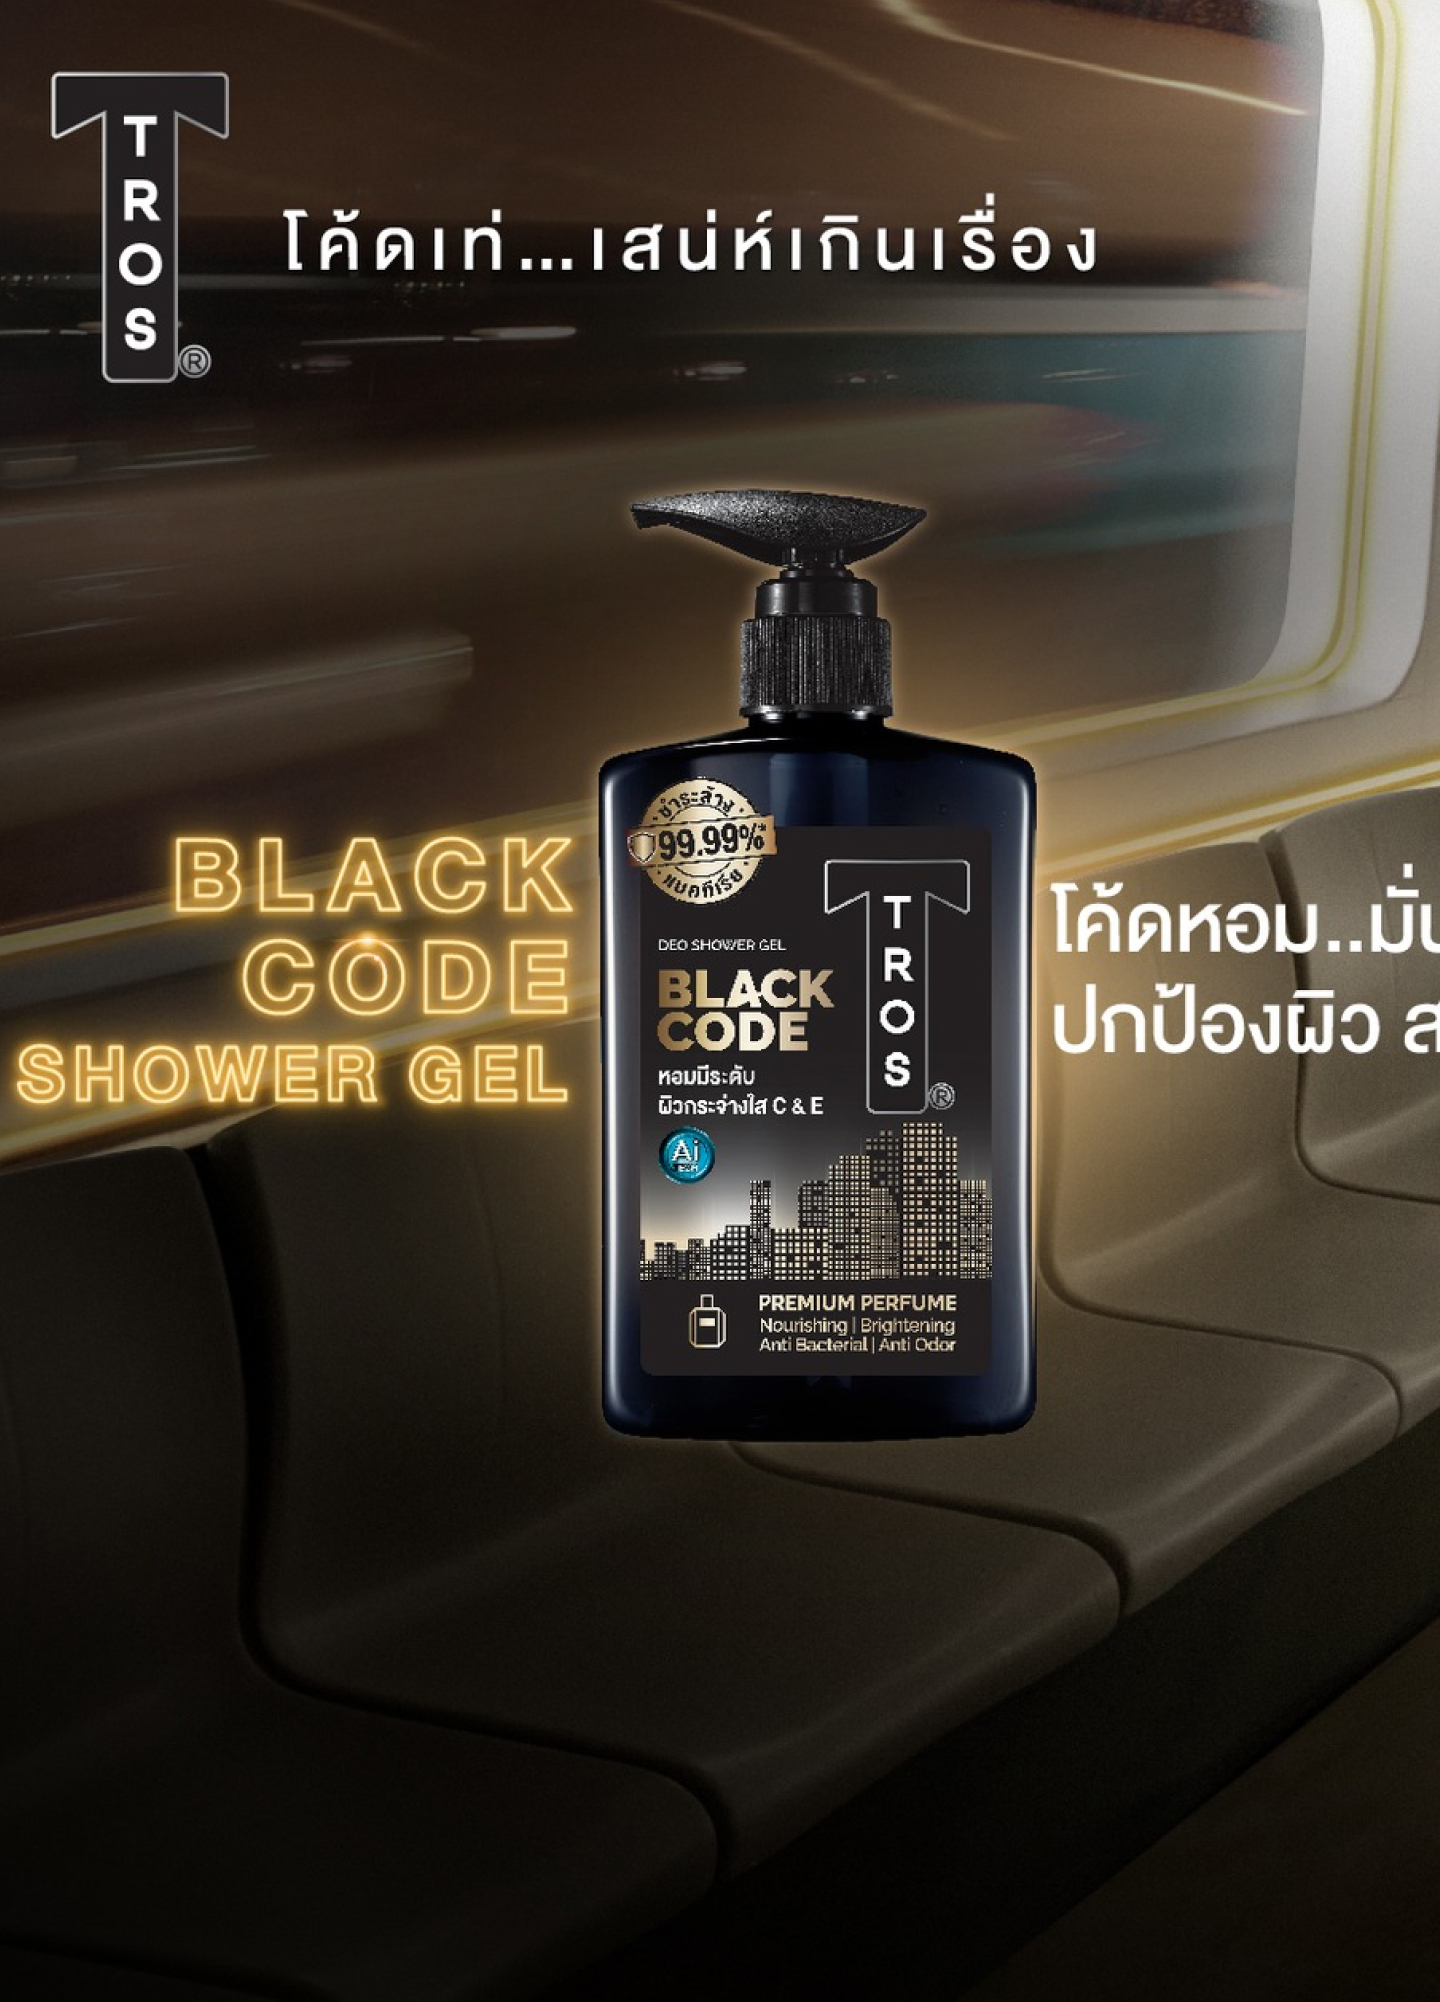 TROS®
โค้ดเท่...เสน่ห์เกินเรื่อง
BLACK
CODE
SHOWER GEL
ชำระล้าง
99.99%*
แบคทีเรีย
DEO SHOWER GEL
BLACK
CODE
หอมมีระดับ
ผิวกระจ่างใส C & E
Ai
TECH
TROS®
PREMIUM PERFUME
Nourishing | Brightening
Anti Bacterial | Anti Odor
โค้ดหอม..
ปกป้องผิว